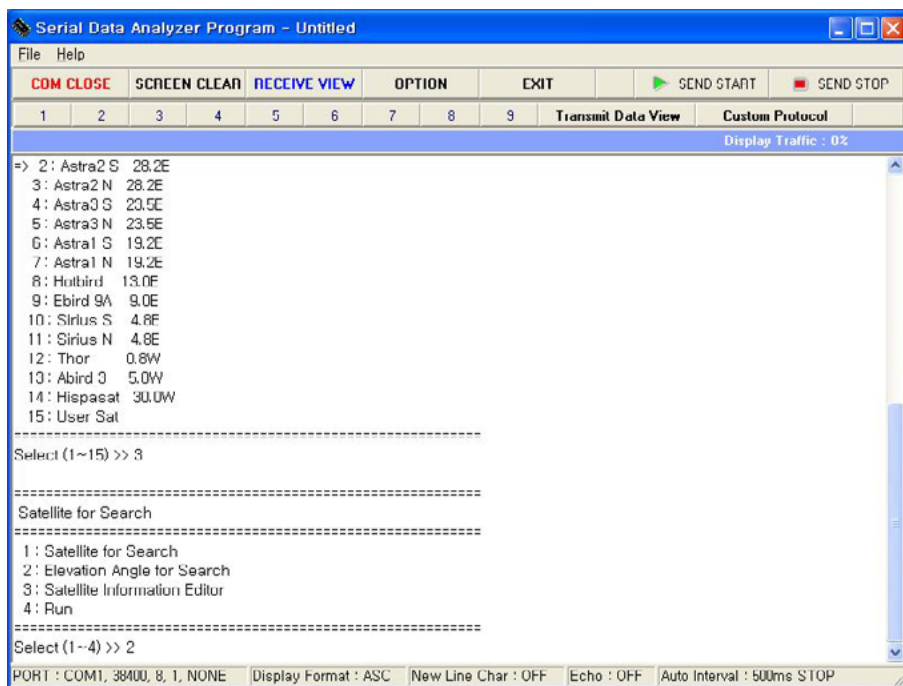 Serial Data Analyzer Program - Untitled
File Help
COM CLOSE SCREEN CLEAR RECEIVE VIEW OPTION EXIT SEND START SEND STOP
1 2 3 4 5 6 7 8 9 Transmit Data View Custom Protocol
Display Traffic : 0%
=> 2 : Astra2 S 28.2E
3 : Astra2 N 28.2E
4 : Astra3 S 23.5E
5 : Astra3 N 23.5E
6 : Astra1 S 19.2E
7 : Astra1 N 19.2E
8 : Hotbird 13.0E
9 : Ebird 9A 9.0E
10 : Sirius S 4.8E
11 : Sirius N 4.8E
12 : Thor 0.8W
13 : Abird 3 5.0W
14 : Hispasat 30.0W
15 : User Sat
============================================================
Select (1~15) >> 3
============================================================
Satellite for Search
============================================================
1 : Satellite for Search
2 : Elevation Angle for Search
3 : Satellite Information Editor
4 : Run
============================================================
Select (1~4) >> 2
PORT : COM1, 38400, 8, 1, NONE Display Format : ASC New Line Char : OFF Echo : OFF Auto Interval : 500ms STOP